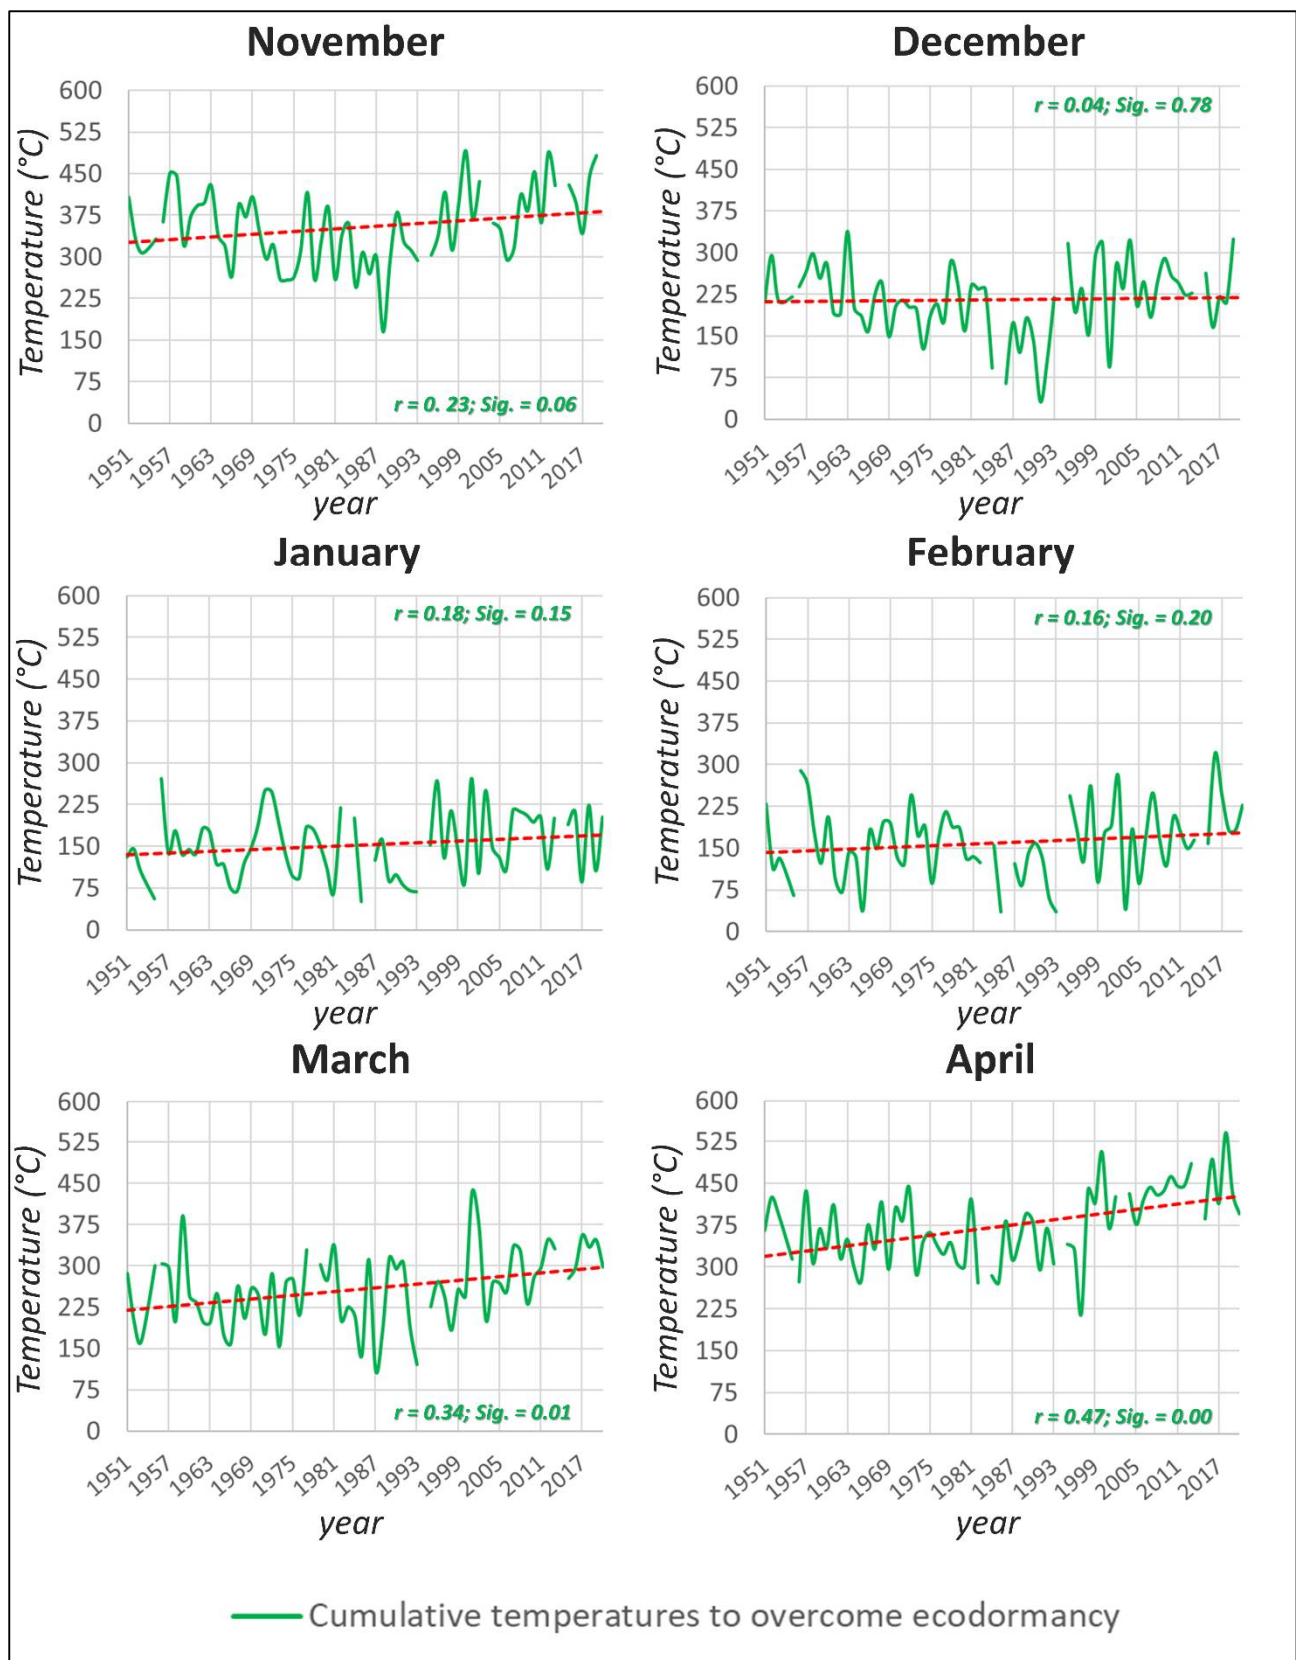 November
Temperature (°C)
600
525
450
375
300
225
150
75
0
r = 0. 23; Sig. = 0.06
1951 1957 1963 1969 1975 1981 1987 1993 1999 2005 2011 2017
year
December
Temperature (°C)
600
525
450
375
300
225
150
75
0
r = 0.04; Sig. = 0.78
1951 1957 1963 1969 1975 1981 1987 1993 1999 2005 2011 2017
year
January
Temperature (°C)
600
525
450
375
300
225
150
75
0
r = 0.18; Sig. = 0.15
1951 1957 1963 1969 1975 1981 1987 1993 1999 2005 2011 2017
year
February
Temperature (°C)
600
525
450
375
300
225
150
75
0
r = 0.16; Sig. = 0.20
1951 1957 1963 1969 1975 1981 1987 1993 1999 2005 2011 2017
year
March
Temperature (°C)
600
525
450
375
300
225
150
75
0
r = 0.34; Sig. = 0.01
1951 1957 1963 1969 1975 1981 1987 1993 1999 2005 2011 2017
year
April
Temperature (°C)
600
525
450
375
300
225
150
75
0
r = 0.47; Sig. = 0.00
1951 1957 1963 1969 1975 1981 1987 1993 1999 2005 2011 2017
year
Cumulative temperatures to overcome ecodormancy